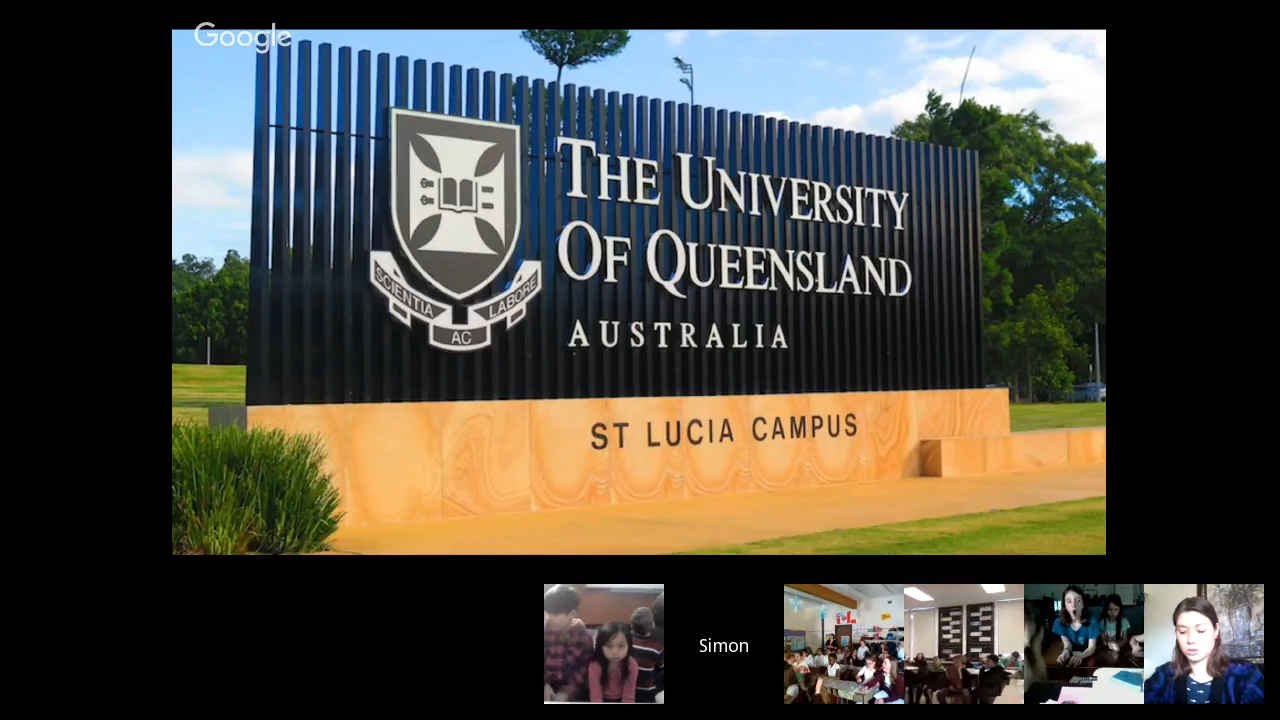 Google
THE UNIVERSITY
OF QUEENSLAND
AUSTRALIA
SCIENTIA
AC
LABORE
ST LUCIA CAMPUS
Simon